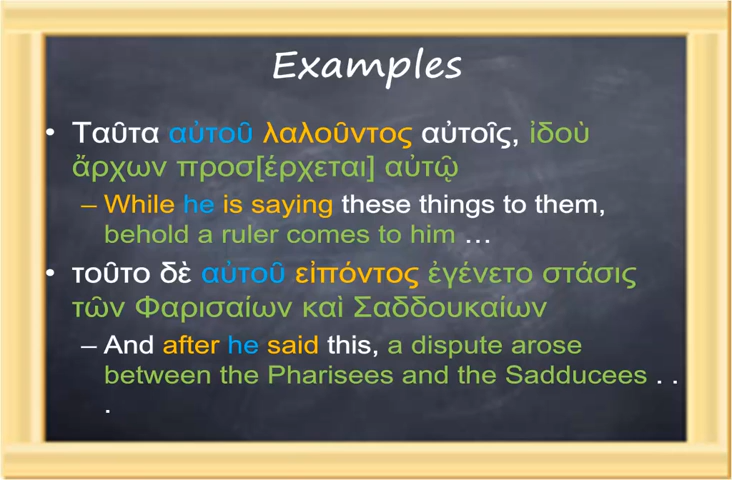 Examples
• Ταῦτα αὐτοῦ λαλοῦντος αὐτοῖς, ἰδοὺ
ἄρχων προσ[έρχεται] αὐτῷ
– While he is saying these things to them,
behold a ruler comes to him …
• τοῦτο δὲ αὐτοῦ εἰπόντος ἐγένετο στάσις
τῶν Φαρισαίων καὶ Σαδδουκαίων
– And after he said this, a dispute arose
between the Pharisees and the Sadducees . .
.